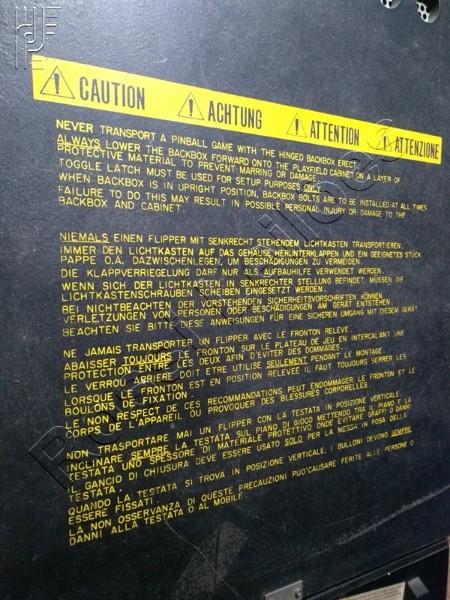 CAUTION ACHTUNG ATTENTION ATTENZIONE
NEVER TRANSPORT A PINBALL GAME WITH THE HINGED BACKBOX ERECT.
ALWAYS LOWER THE BACKBOX FORWARD ONTO THE PLAYFIELD CABINET ON A LAYER OF
PROTECTIVE MATERIAL TO PREVENT MARRING OR DAMAGE.
TOGGLE LATCH MUST BE USED FOR SETUP PURPOSES ONLY
WHEN BACKBOX IS IN UPRIGHT POSITION, BACKBOX BOLTS ARE TO BE INSTALLED AT ALL TIMES
FAILURE TO DO THIS MAY RESULT IN POSSIBLE PERSONAL INJURY OR DAMAGE TO THE
BACKBOX AND CABINET.
NIEMALS EINEN FLIPPER MIT SENKRECHT STEHENDEM LICHTKASTEN TRANSPORTIEREN.
IMMER DEN LICHTKASTEN AUF DAS GEHÄUSE HERUNTERKLAPPEN UND EIN GEEIGNETES STÜCK
PAPPE O.Ä. DAZWISCHENLEGEN, UM BESCHÄDIGUNGEN ZU VERMEIDEN.
DIE KLAPPVERRIEGELUNG DARF NUR ALS AUFBAUHILFE VERWENDET WERDEN.
WENN SICH DER LICHTKASTEN IN SENKRECHTER STELLUNG BEFINDET, MÜSSEN DIE
LICHTKASTENSCHRAUBEN SCHEIBEN EINGESETZT WERDEN.
BEI NICHTBEACHTEN DER VORSTEHENDEN SICHERHEITSVORSCHRIFTEN KÖNNEN
VERLETZUNGEN VON PERSONEN ODER BESCHÄDIGUNGEN AM GERÄT ENTSTEHEN.
BEACHTEN SIE BITTE DIESE ANWEISUNGEN FÜR EINEN SICHEREN UMGANG MIT DIESEM GERÄT
NE JAMAIS TRANSPORTER UN FLIPPER AVEC LE FRONTON RELEVÉ.
ABAISSER TOUJOURS LE FRONTON SUR LE PLATEAU DE JEU EN INTERCALANT UNE
PROTECTION ENTRE LES DEUX AFIN D'ÉVITER DES DOMMAGES.
LE VERROU ARRIÈRE DOIT ÊTRE UTILISÉ SEULEMENT PENDANT LE MONTAGE.
LORSQUE LE FRONTON EST EN POSITION RELEVÉE IL FAUT TOUJOURS SERRER LES
BOULONS DE FIXATION.
LE NON RESPECT DE CES RECOMMANDATIONS PEUT ENDOMMAGER LE FRONTON ET LE
CORPS DE L'APPAREIL OU PROVOQUER DES BLESSURES CORPORELLES.
NON TRASPORTARE MAI UN FLIPPER CON LA TESTATA IN POSIZIONE VERTICALE.
INCLINARE SEMPRE LA TESTATA SUL PIANO DI GIOCO METTENDO TRA IL PIANO E LA
TESTATA UNO SPESSORE DI MATERIALE PROTETTIVO ONDE EVITARE GRAFFI O DANNI
IL GANCIO DI CHIUSURA DEVE ESSERE USATO SOLO PER LA MESSA IN POSA DELLA
TESTATA.
QUANDO LA TESTATA SI TROVA IN POSIZIONE VERTICALE, I BULLONI DEVONO SEMPRE
ESSERE FISSATI.
LA NON OSSERVANZA DI QUESTE PRECAUZIONI PUO'CAUSARE FERITE ALLE PERSONE O
DANNI ALLA TESTATA O AL MOBILE.